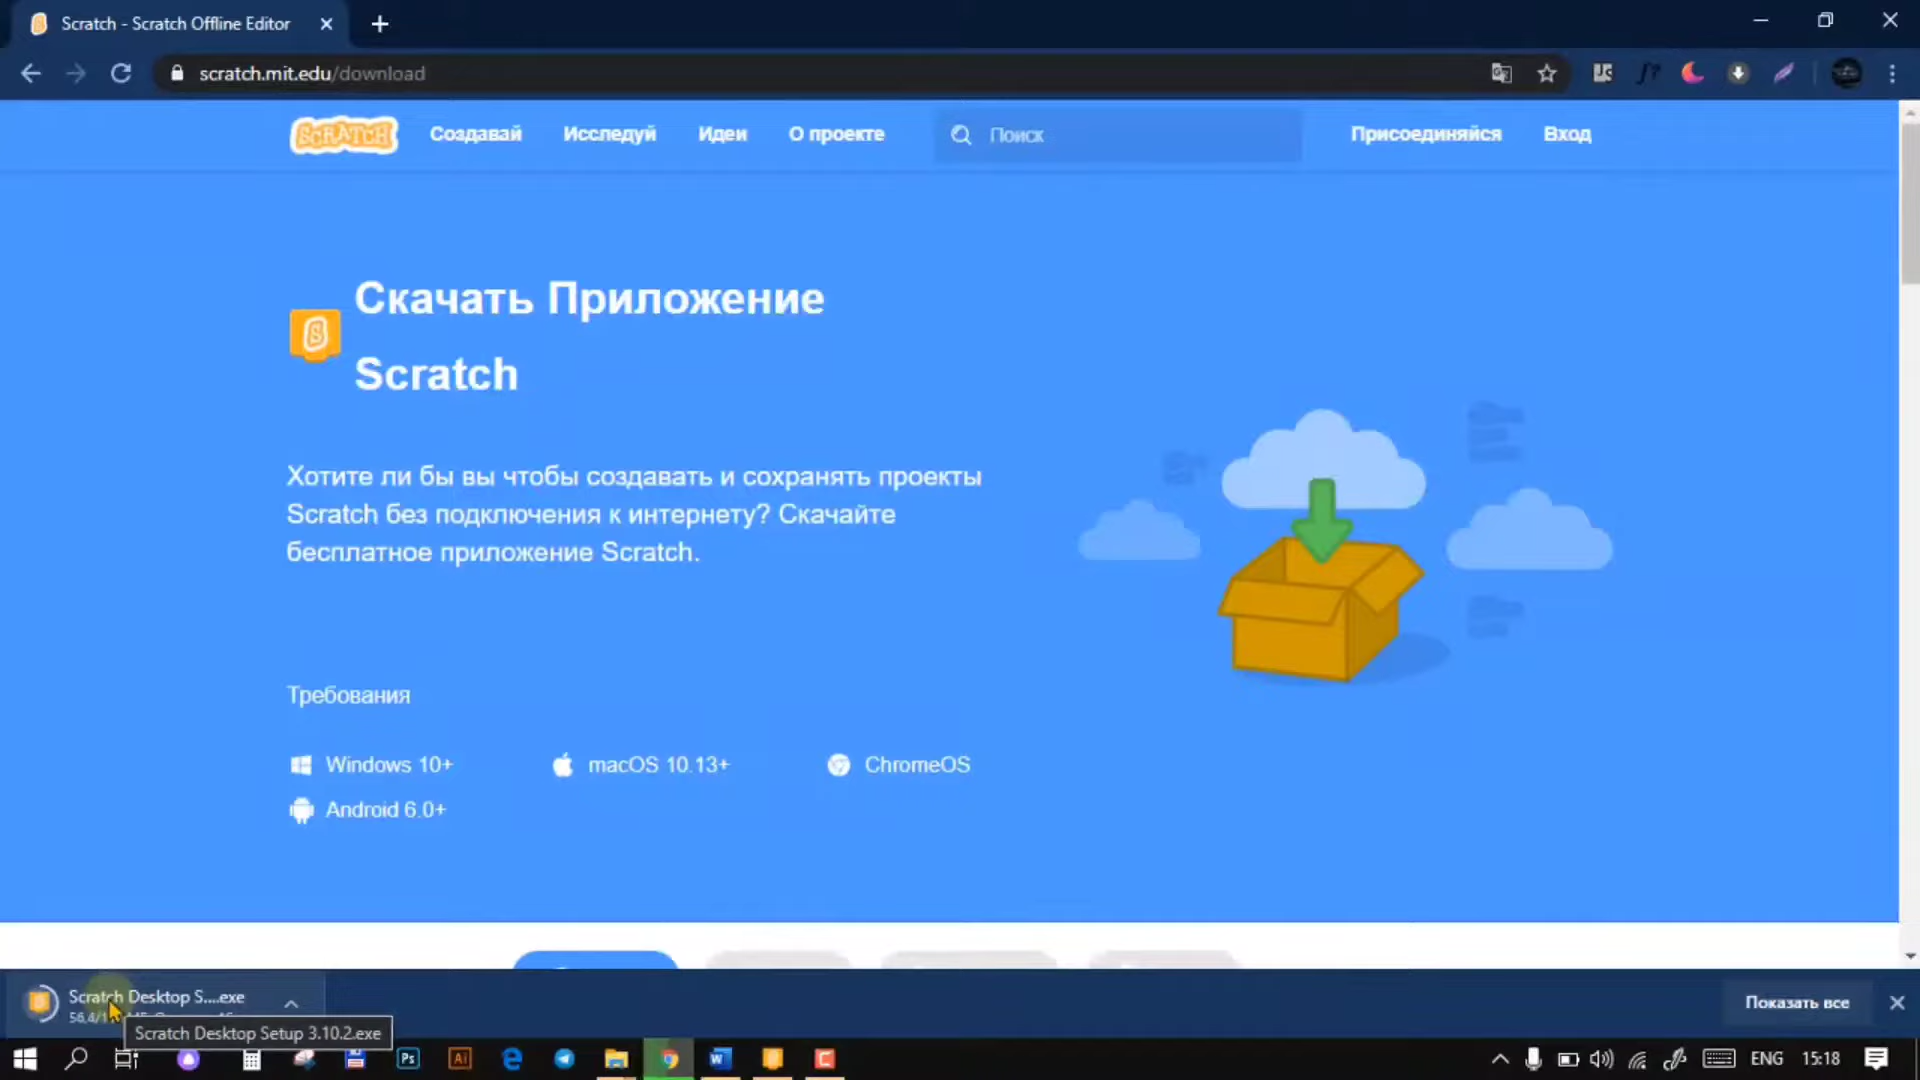 Scratch - Scratch Offline Editor
scratch.mit.edu/download
SCRATCH
Создавай
Исследуй
Идеи
О проекте
Поиск
Присоединяйся
Вход
Скачать Приложение
Scratch
Хотите ли бы вы чтобы создавать и сохранять проекты
Scratch без подключения к интернету? Скачайте
бесплатное приложение Scratch.
Требования
Windows 10+
macOS 10.13+
ChromeOS
Android 6.0+
Scratch Desktop S....exe
Показать все
Scratch Desktop Setup 3.10.2.exe
Ps
Ai
ENG
15:18